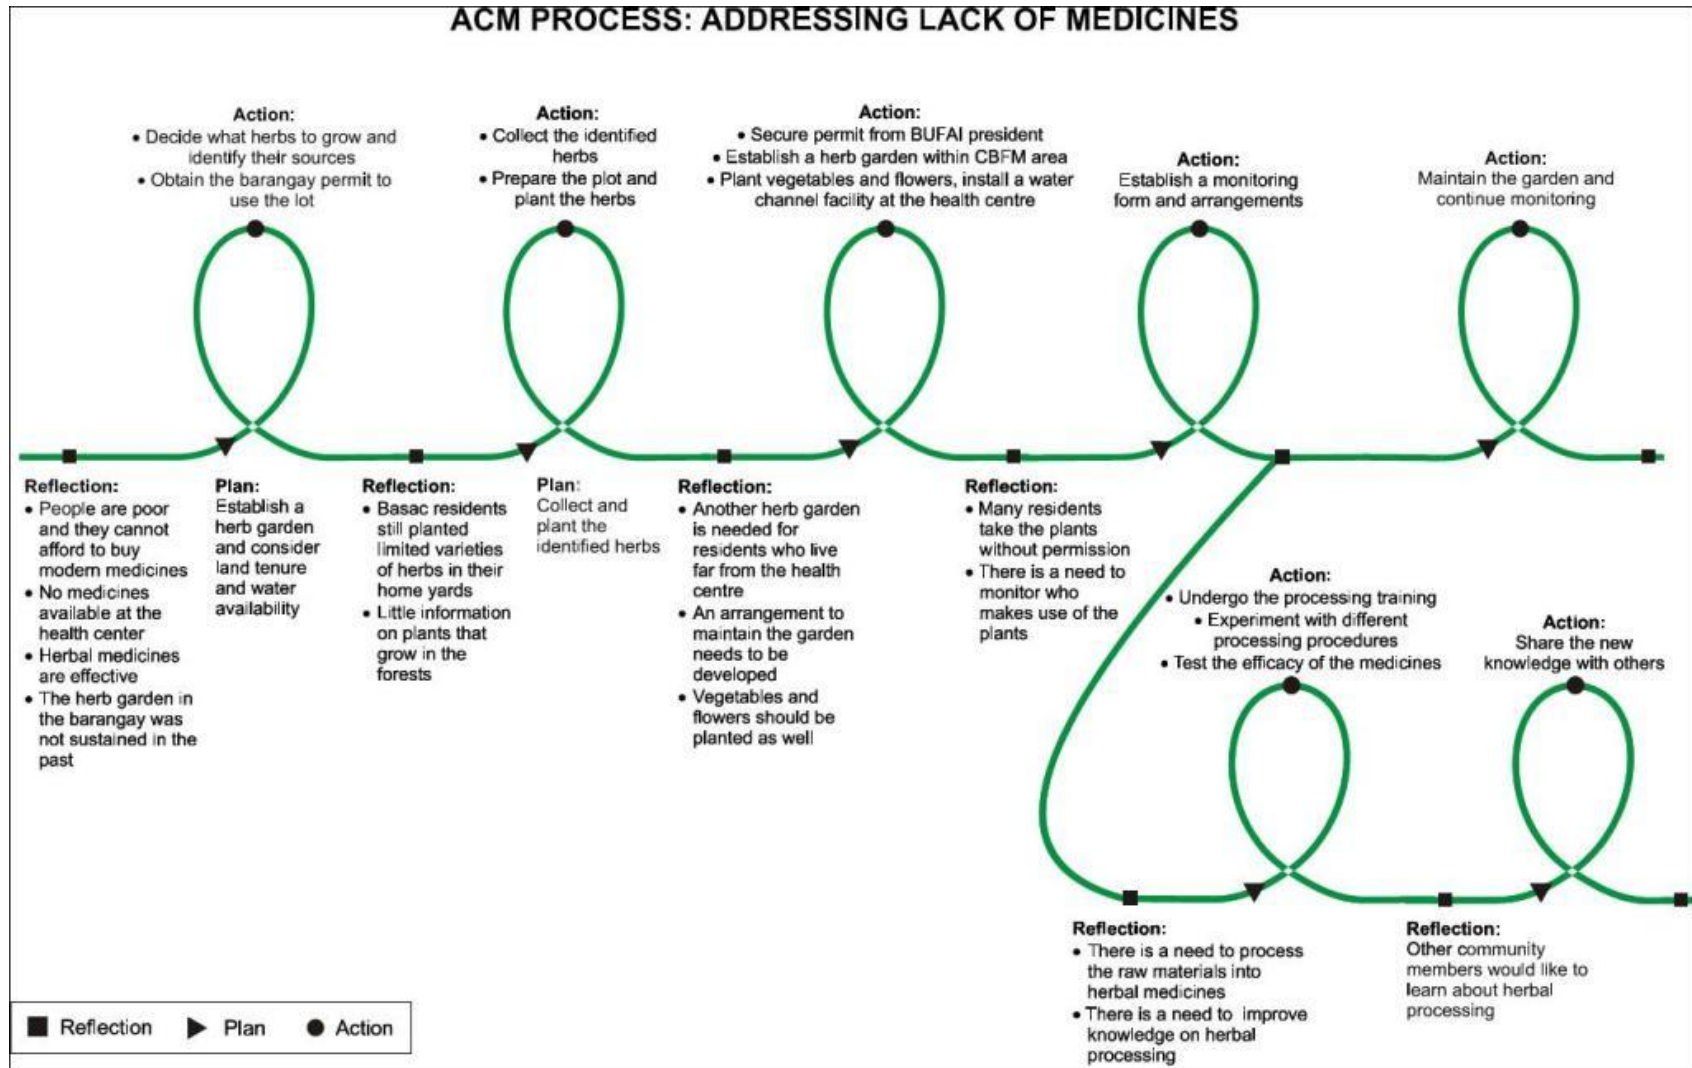 ACM PROCESS: ADDRESSING LACK OF MEDICINES
Action:
• Decide what herbs to grow and
identify their sources
• Obtain the barangay permit to
use the lot
Action:
• Collect the identified
herbs
• Prepare the plot and
plant the herbs
Action:
• Secure permit from BUFAI president
• Establish a herb garden within CBFM area
• Plant vegetables and flowers, install a water
channel facility at the health centre
Action:
Establish a monitoring
form and arrangements
Action:
Maintain the garden and
continue monitoring
Reflection:
• People are poor
and they cannot
afford to buy
modern medicines
• No medicines
available at the
health center
• Herbal medicines
are effective
• The herb garden in
the barangay was
not sustained in the
past
Plan:
Establish a
herb garden
and consider
land tenure
and water
availability
Reflection:
• Basac residents
still planted
limited varieties
of herbs in their
home yards
• Little information
on plants that
grow in the
forests
Plan:
Collect and
plant the
identified herbs
Reflection:
• Another herb garden
is needed for
residents who live
far from the health
centre
• An arrangement to
maintain the garden
needs to be
developed
• Vegetables and
flowers should be
planted as well
Reflection:
• Many residents
take the plants
without permission
• There is a need to
monitor who
makes use of the
plants
Action:
• Undergo the processing training
• Experiment with different
processing procedures
• Test the efficacy of the medicines
Action:
Share the new
knowledge with others
Reflection:
• There is a need to process
the raw materials into
herbal medicines
• There is a need to improve
knowledge on herbal
processing
Reflection:
Other community
members would like to
learn about herbal
processing
Reflection
Plan
Action